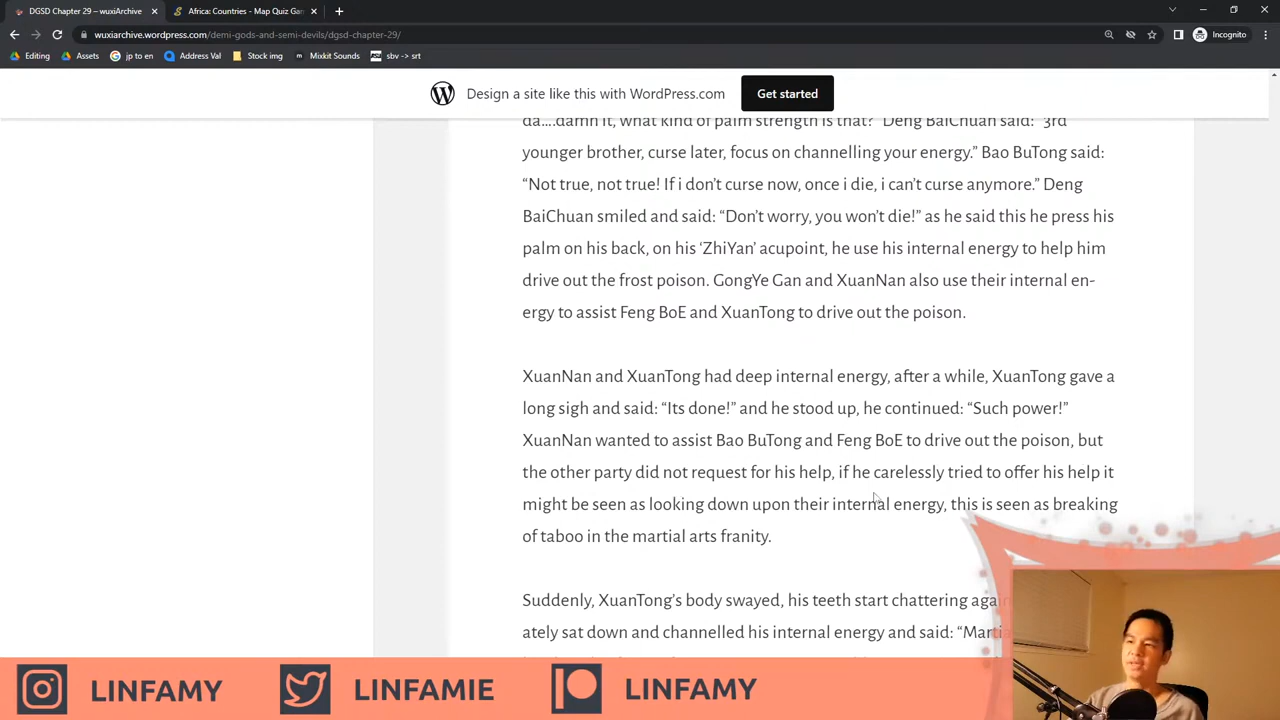 DGSD Chapter 29 – wuxiArchive
Africa: Countries - Map Quiz Gam
wuxiArchive.wordpress.com/demi-gods-and-semi-devils/dgsd-chapter-29/
Incognito
Editing
Assets
jp to en
Address Val
Stock img
Mixkit Sounds
sbv -> srt
Design a site like this with WordPress.com
Get started
da….damn it, what kind of palm strength is that?” Deng BaiChuan said: “3rd
younger brother, curse later, focus on channelling your energy.” Bao BuTong said:
“Not true, not true! If i don’t curse now, once i die, i can’t curse anymore.” Deng
BaiChuan smiled and said: “Don’t worry, you won’t die!” as he said this he press his
palm on his back, on his ‘ZhiYan’ acupoint, he use his internal energy to help him
drive out the frost poison. GongYe Gan and XuanNan also use their internal en-
ergy to assist Feng BoE and XuanTong to drive out the poison.
XuanNan and XuanTong had deep internal energy, after a while, XuanTong gave a
long sigh and said: “Its done!” and he stood up, he continued: “Such power!”
XuanNan wanted to assist Bao BuTong and Feng BoE to drive out the poison, but
the other party did not request for his help, if he carelessly tried to offer his help it
might be seen as looking down upon their internal energy, this is seen as breaking
of taboo in the martial arts franity.
Suddenly, XuanTong’s body swayed, his teeth start chattering
ately sat down and channelled his internal energy and said:
LINFAMY
LINFAMIE
LINFAMY